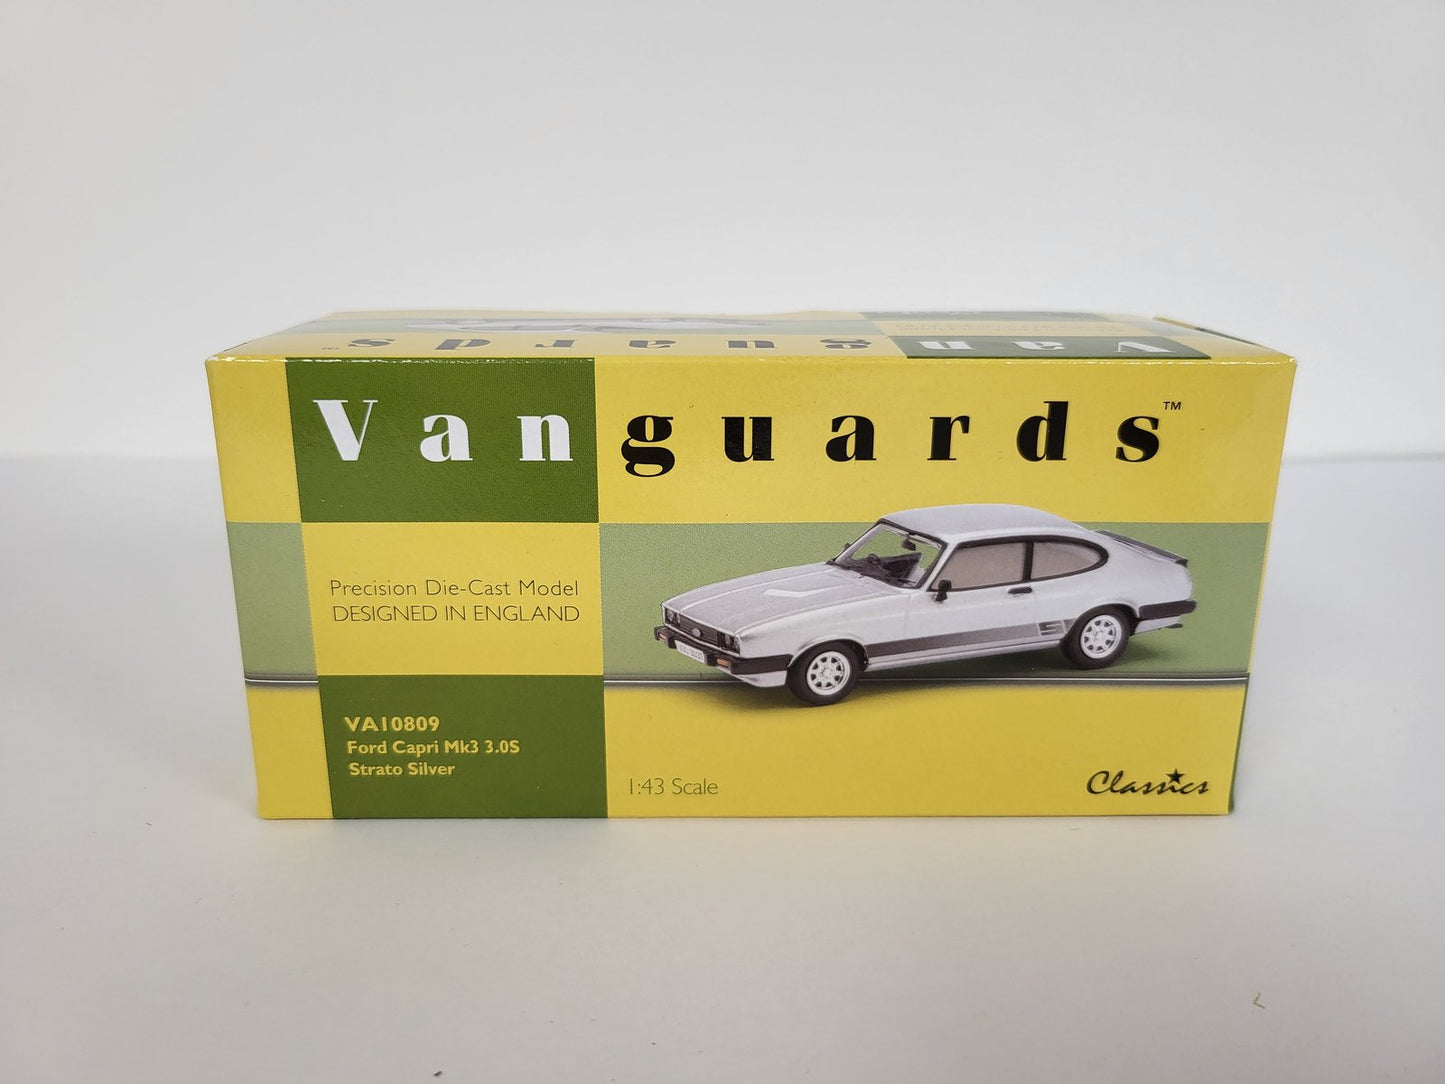 Vanguards™
Vanguards™
Precision Die-Cast Model
DESIGNED IN ENGLAND
VA10809
Ford Capri Mk3 3.0S
Strato Silver
1:43 Scale
Classics